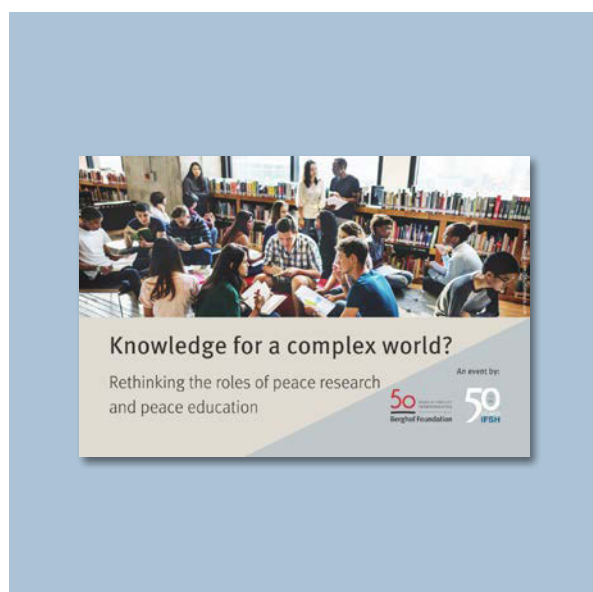 Knowledge for a complex world?
Rethinking the roles of peace research
and peace education
An event by:
50
Berghof Foundation
50
IFSH